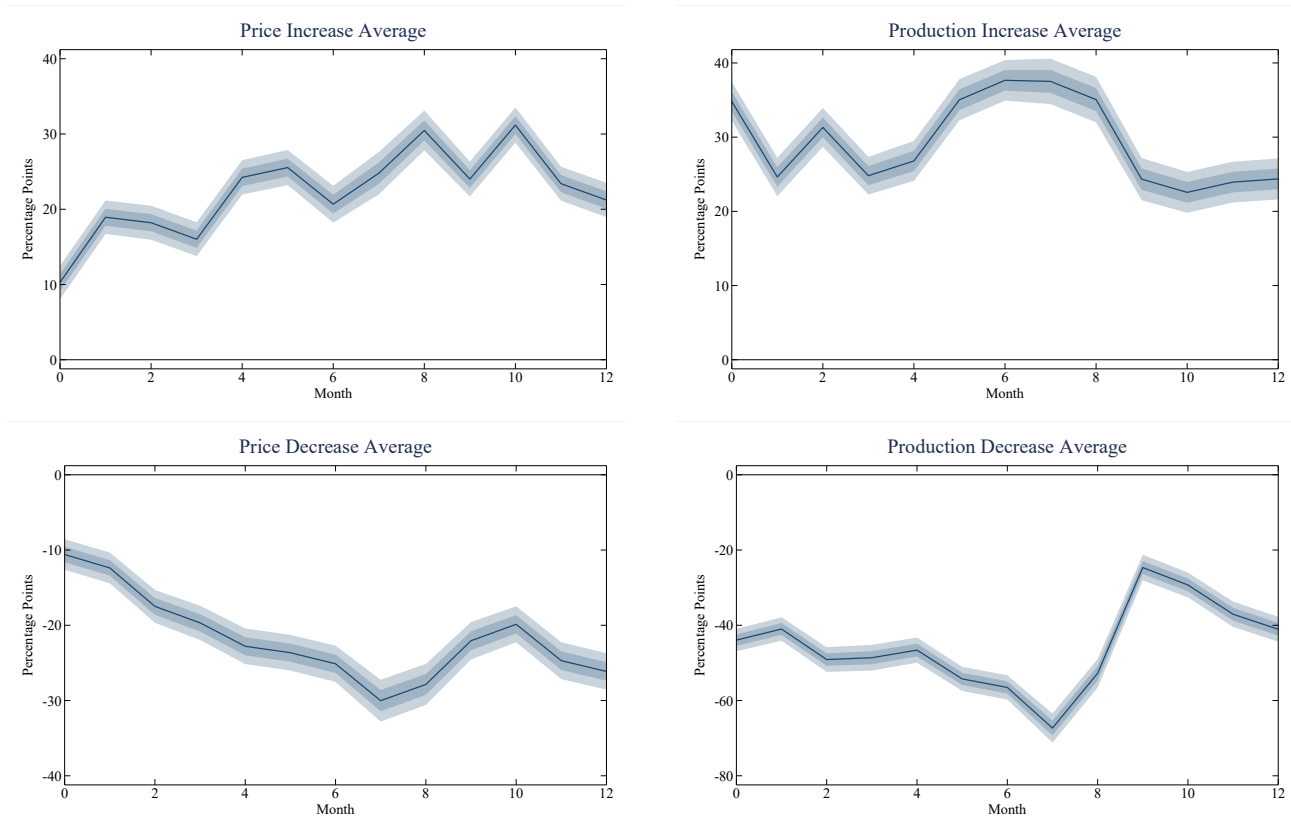 Price Increase Average
40
30
20
10
0
Percentage Points
0 2 4 6 8 10 12
Month
Production Increase Average
40
30
20
10
0
Percentage Points
0 2 4 6 8 10 12
Month
Price Decrease Average
0
-10
-20
-30
-40
Percentage Points
0 2 4 6 8 10 12
Month
Production Decrease Average
0
-20
-40
-60
-80
Percentage Points
0 2 4 6 8 10 12
Month